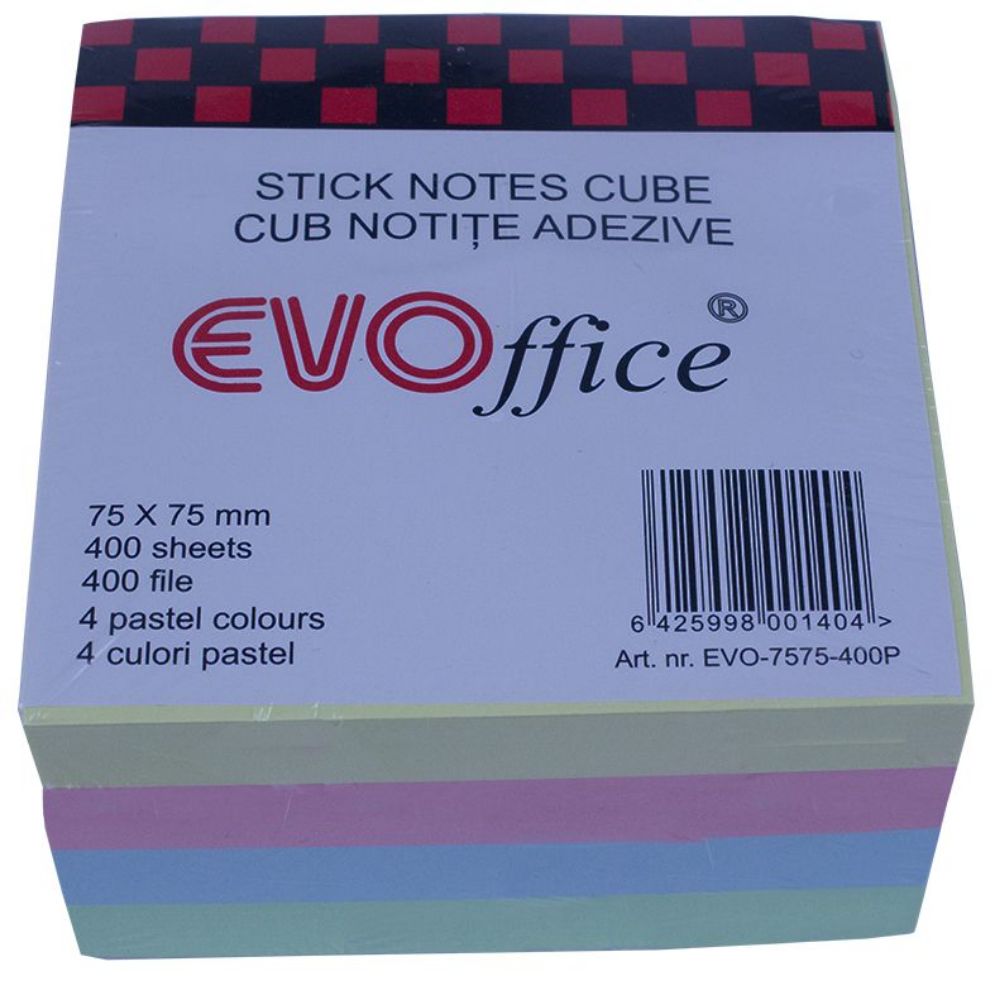 STICK NOTES CUBE
CUB NOTIȚE ADEZIVE
EVOffice®
75 X 75 mm
400 sheets
400 file
4 pastel colours
4 culori pastel
6 425998 001404 >
Art. nr. EVO-7575-400P